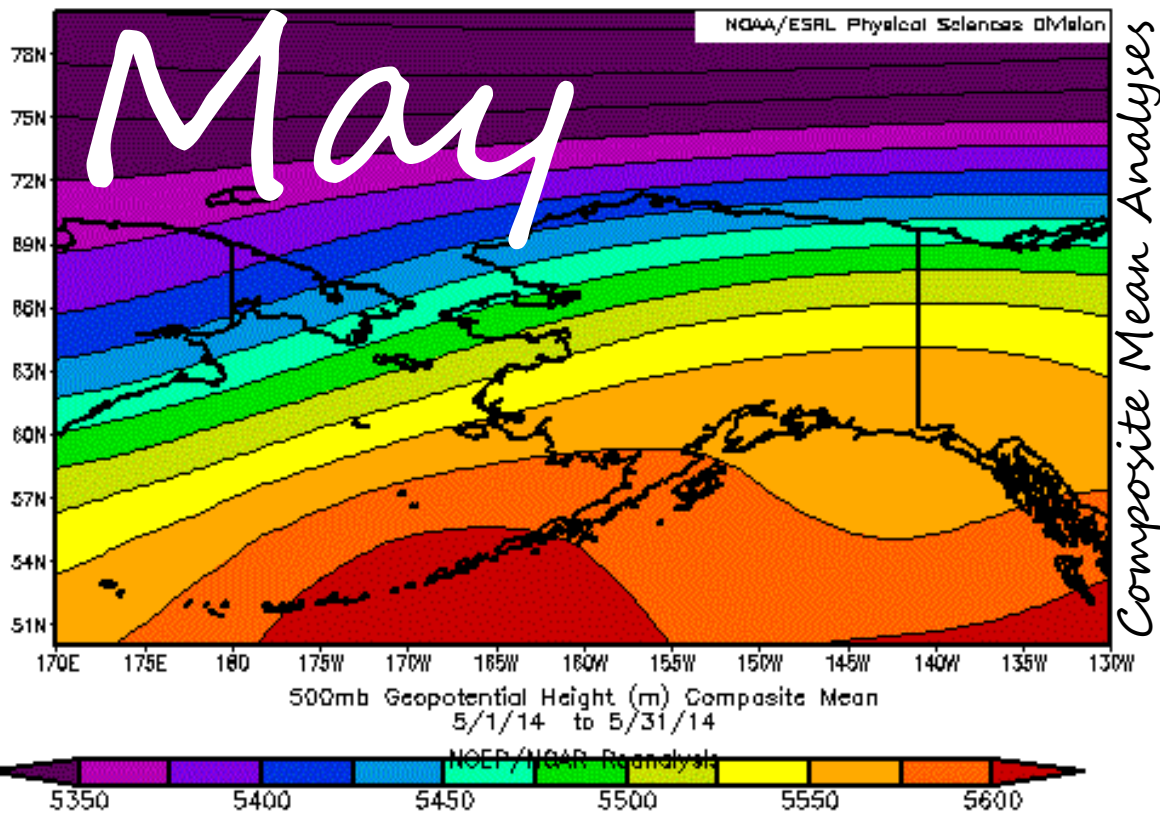 May
NOAA/ESRL Physical Sciences Division
Composite Mean Analyses
78N
75N
72N
69N
66N
63N
60N
57N
54N
51N
170E 175E 180 175W 170W 165W 160W 155W 150W 145W 140W 135W 130W
500mb Geopotential Height (m) Composite Mean
5/1/14 to 5/31/14
NCEP/NCAR Reanalysis
5350 5400 5450 5500 5550 5600